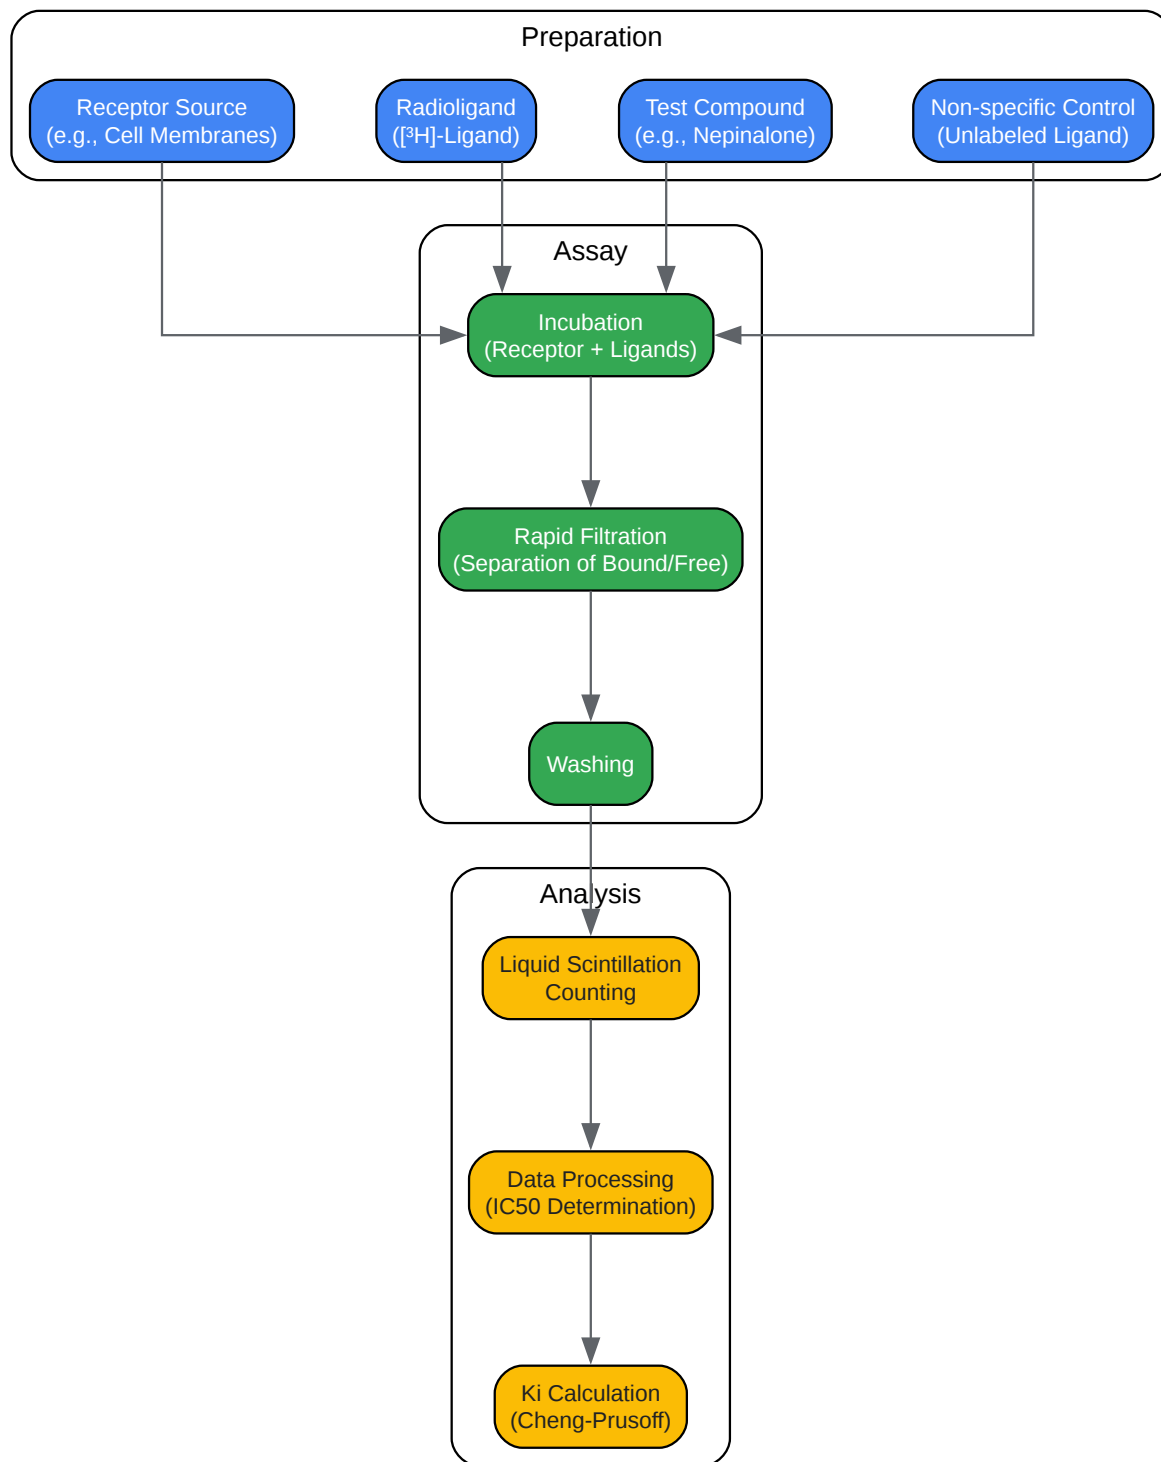 Preparation
Receptor Source
(e.g., Cell Membranes)
Radioligand
([³H]-Ligand)
Test Compound
(e.g., Nepinalone)
Non-specific Control
(Unlabeled Ligand)
Assay
Incubation
(Receptor + Ligands)
Rapid Filtration
(Separation of Bound/Free)
Washing
Analysis
Liquid Scintillation
Counting
Data Processing
(IC50 Determination)
Ki Calculation
(Cheng-Prusoff)